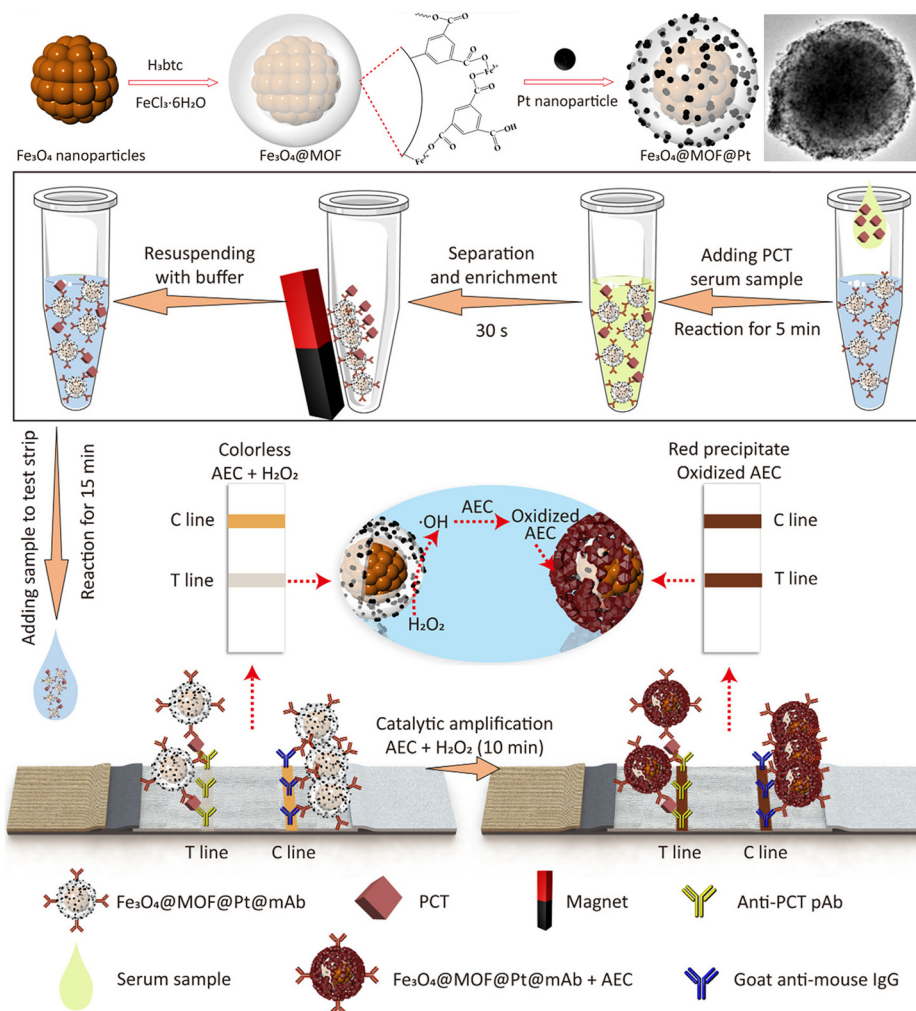 H₃btc
FeCl₃·6H₂O
Fe₃O₄ nanoparticles
Fe₃O₄@MOF
O
C
O
C
O
O
Fe³⁺
O
O
C
C
OH
O
Fe³⁺
O
C
O
Pt nanoparticle
Fe₃O₄@MOF@Pt
Resuspending
with buffer
Separation
and enrichment
30 s
Adding PCT
serum sample
Reaction for 5 min
Adding sample to test strip
Reaction for 15 min
Colorless
AEC + H₂O₂
C line
T line
·OH
AEC
Oxidized
AEC
H₂O₂
Red precipitate
Oxidized AEC
C line
T line
Catalytic amplification
AEC + H₂O₂ (10 min)
T line
C line
T line
C line
Fe₃O₄@MOF@Pt@mAb
PCT
Magnet
Anti-PCT pAb
Serum sample
Fe₃O₄@MOF@Pt@mAb + AEC
Goat anti-mouse IgG